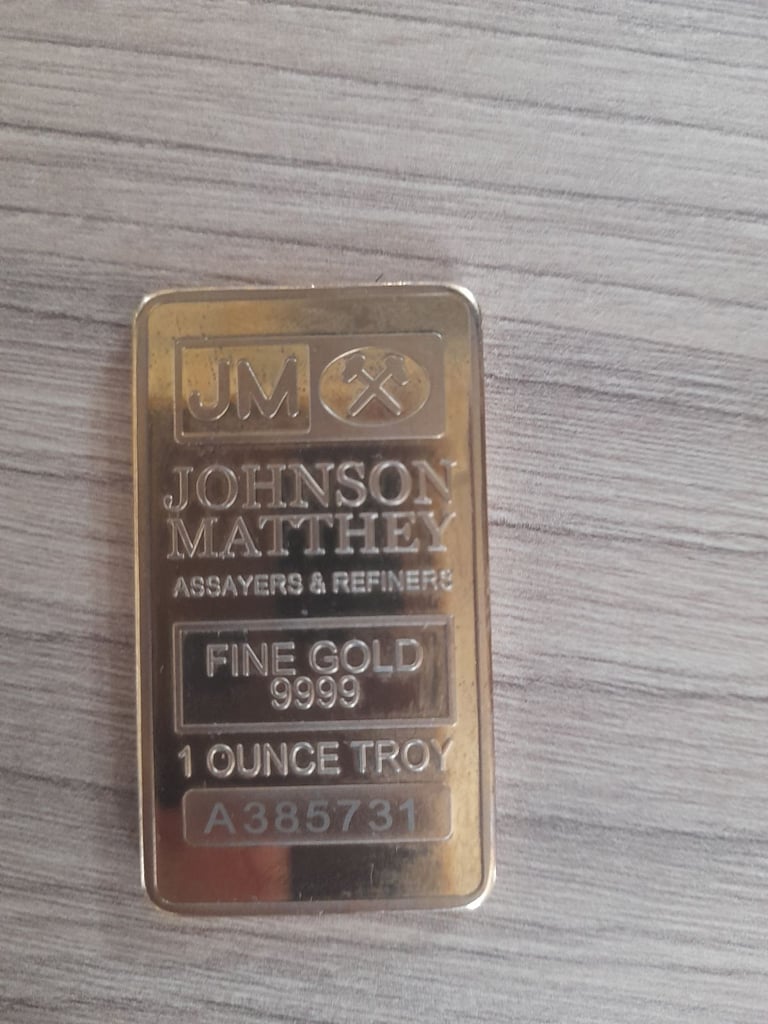 JM
JOHNSON
MATTHEY
ASSAYERS & REFINERS
FINE GOLD
9999
1 OUNCE TROY
A385731